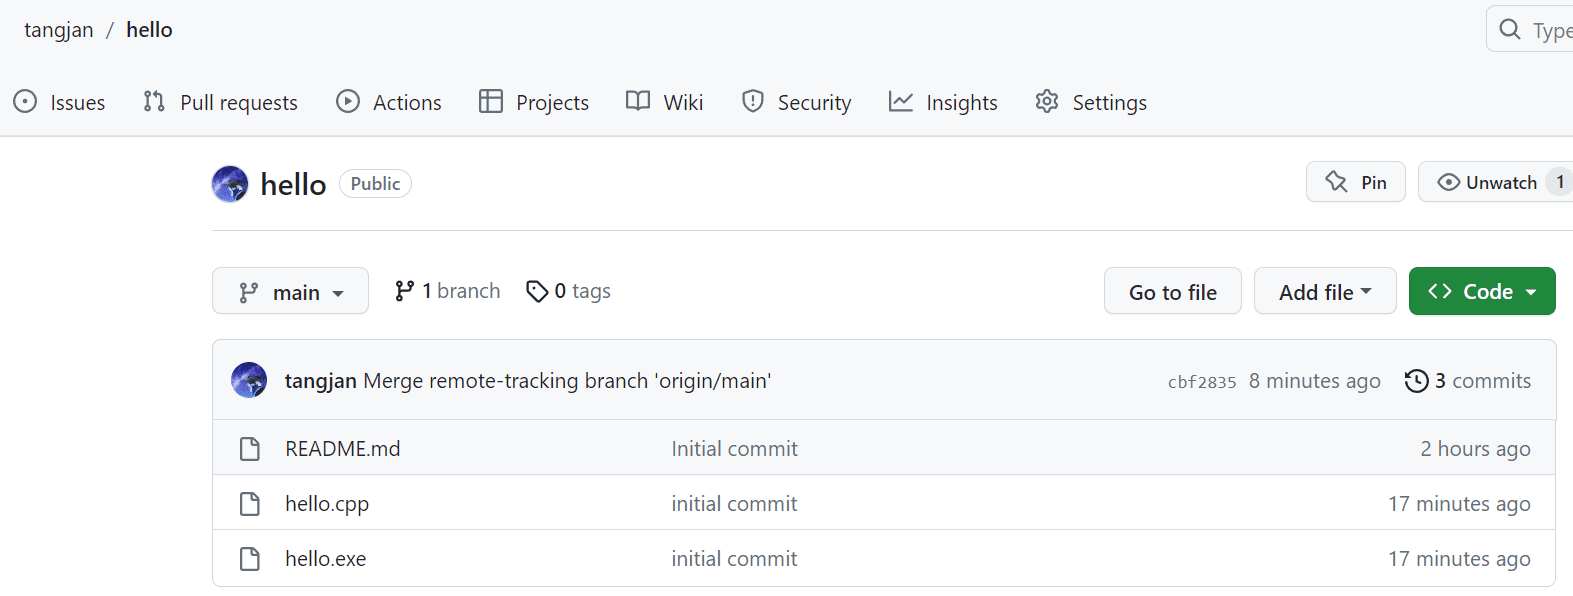 tangjan / hello
Type
Issues Pull requests Actions Projects Wiki Security Insights Settings
hello Public Pin Unwatch 1
main 1 branch 0 tags Go to file Add file Code
tangjan Merge remote-tracking branch 'origin/main' cbf2835 8 minutes ago 3 commits
README.md Initial commit 2 hours ago
hello.cpp initial commit 17 minutes ago
hello.exe initial commit 17 minutes ago